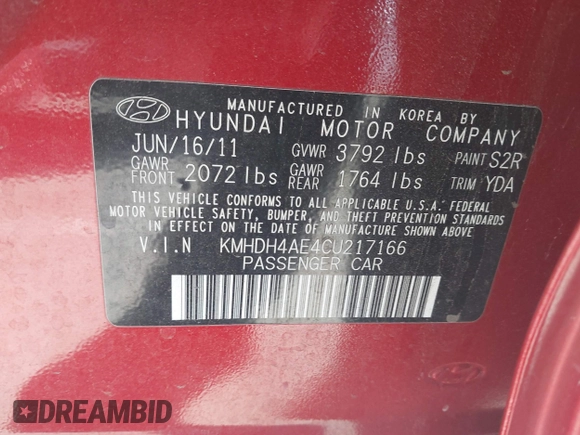 MANUFACTURED IN KOREA BY
HYUNDAI MOTOR COMPANY
JUN/16/11 GVWR 3792 lbs PAINT S2R
GAWR FRONT 2072 lbs GAWR REAR 1764 lbs TRIM YDA
THIS VEHICLE CONFORMS TO ALL APPLICABLE U.S.A. FEDERAL
MOTOR VEHICLE SAFETY, BUMPER, AND THEFT PREVENTION
STANDARDS IN EFFECT ON THE DATE OF MANUFACTURE SHOWN ABOVE.
V.I.N KMHDH4AE4CU217166
PASSENGER CAR
DREAMBID